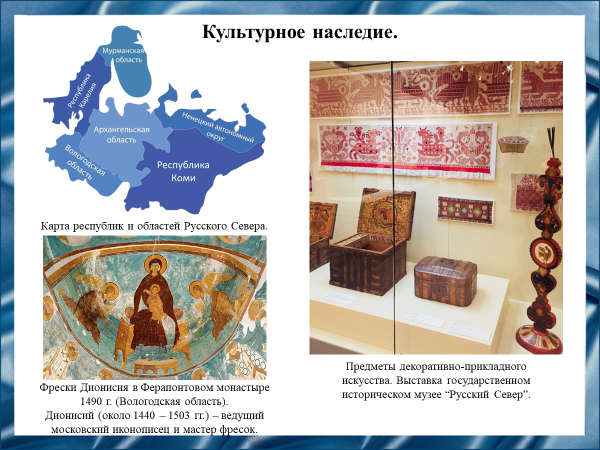 Культурное наследие.
Мурманская
область
Республика
Карелия
Архангельская
область
Ненецкий автономный
округ
Вологодская
область
Республика
Коми
Карта республик и областей Русского Севера.
Фрески Дионисия в Ферапонтовом монастыре
1490 г. (Вологодская область).
Дионисий (около 1440 – 1503 гг.) – ведущий
московский иконописец и мастер фресок.
Предметы декоративно-прикладного
искусства. Выставка государственном
историческом музее “Русский Север”.